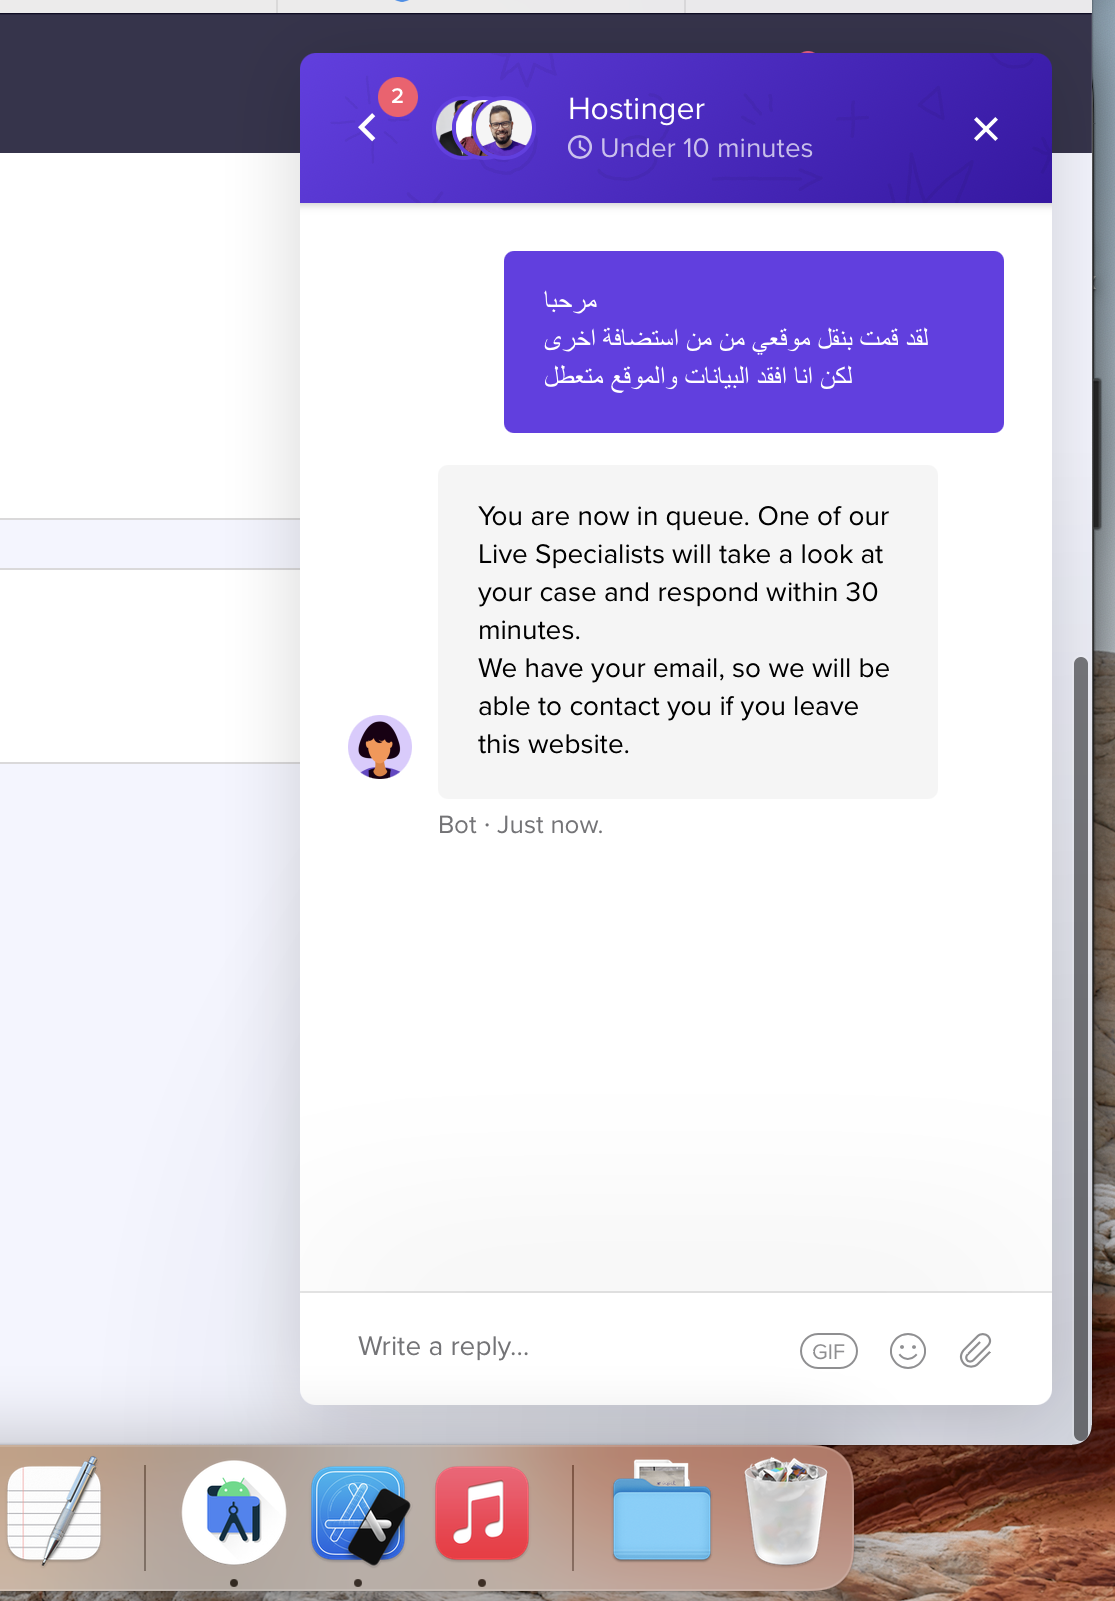 2
Hostinger
Under 10 minutes
مرحبا
لقد قمت بنقل موقعي من من استضافة اخرى
لكن انا افقد البيانات والموقع متعطل
You are now in queue. One of our
Live Specialists will take a look at
your case and respond within 30
minutes.
We have your email, so we will be
able to contact you if you leave
this website.
Bot · Just now.
Write a reply...
GIF